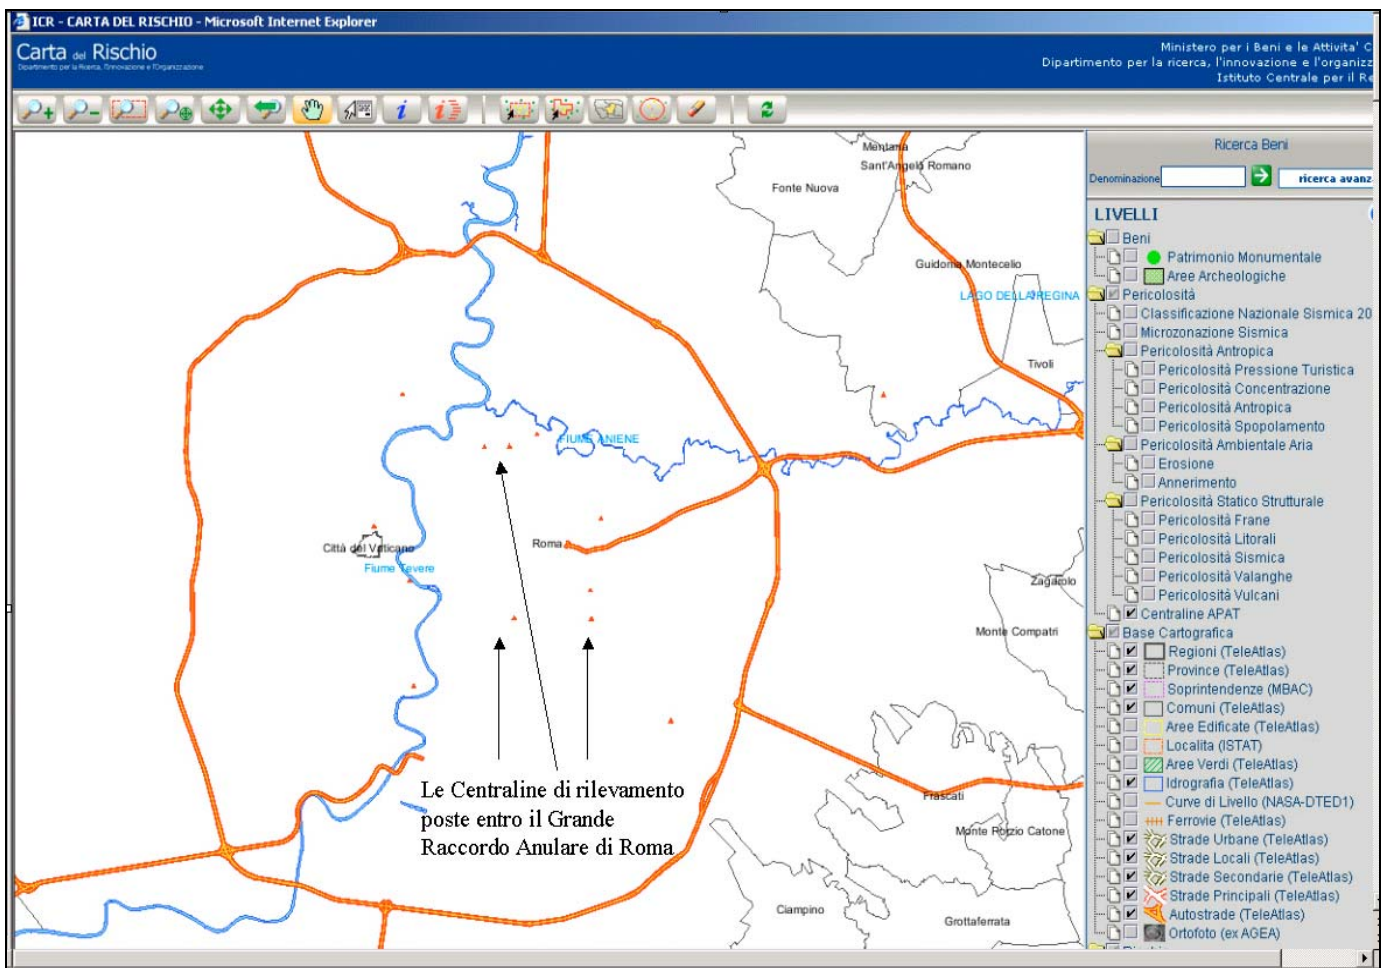 ICR - CARTA DEL RISCHIO - Microsoft Internet Explorer
Carta del Rischio
Dipartimento per la Ricerca, l'Innovazione e l'Organizzazione
Ministero per i Beni e le Attivita' C
Dipartimento per la ricerca, l'innovazione e l'organizz
Istituto Centrale per il Re
Mentana
Sant'Angelo Romano
Fonte Nuova
Guidonia Montecelio
LAGO DELLA REGINA
Tivoli
FIUME ANIENE
Roma
Città del Vaticano
Fiume Tevere
Zagarolo
Monte Compatri
Le Centraline di rilevamento
poste entro il Grande
Raccordo Anulare di Roma
Frascati
Monte Porzio Catone
Ciampino
Grottaferrata
Ricerca Beni
Denominazione
ricerca avanz
LIVELLI
Beni
Patrimonio Monumentale
Aree Archeologiche
Pericolosità
Classificazione Nazionale Sismica 20
Microzonazione Sismica
Pericolosità Antropica
Pericolosità Pressione Turistica
Pericolosità Concentrazione
Pericolosità Antropica
Pericolosità Spopolamento
Pericolosità Ambientale Aria
Erosione
Annerimento
Pericolosità Statico Strutturale
Pericolosità Frane
Pericolosità Litorali
Pericolosità Sismica
Pericolosità Valanghe
Pericolosità Vulcani
Centraline APAT
Base Cartografica
Regioni (TeleAtlas)
Province (TeleAtlas)
Soprintendenze (MBAC)
Comuni (TeleAtlas)
Aree Edificate (TeleAtlas)
Localita (ISTAT)
Aree Verdi (TeleAtlas)
Idrografia (TeleAtlas)
Curve di Livello (NASA-DTED1)
Ferrovie (TeleAtlas)
Strade Urbane (TeleAtlas)
Strade Locali (TeleAtlas)
Strade Secondarie (TeleAtlas)
Strade Principali (TeleAtlas)
Autostrade (TeleAtlas)
Ortofoto (ex AGEA)